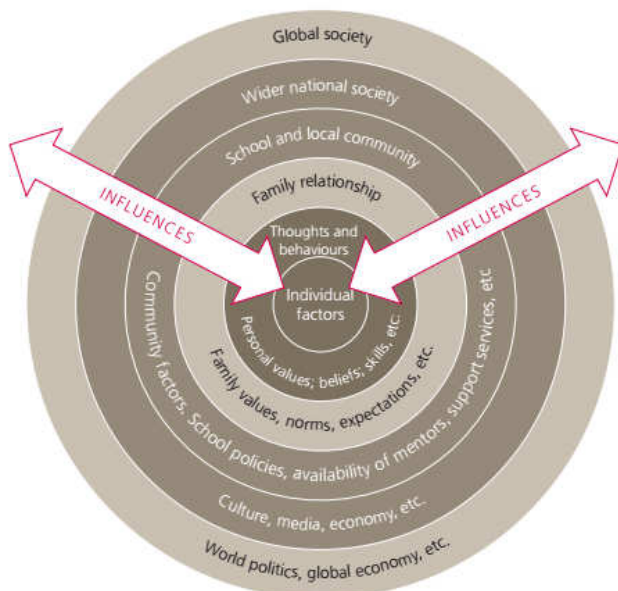 Global society
Wider national society
School and local community
Family relationship
Thoughts and
behaviours
Individual
factors
INFLUENCES
INFLUENCES
Personal values; beliefs; skills, etc.
Family values, norms, expectations, etc.
Community factors. School policies, availability of mentors, support services, etc
Culture, media, economy, etc.
World politics, global economy, etc.